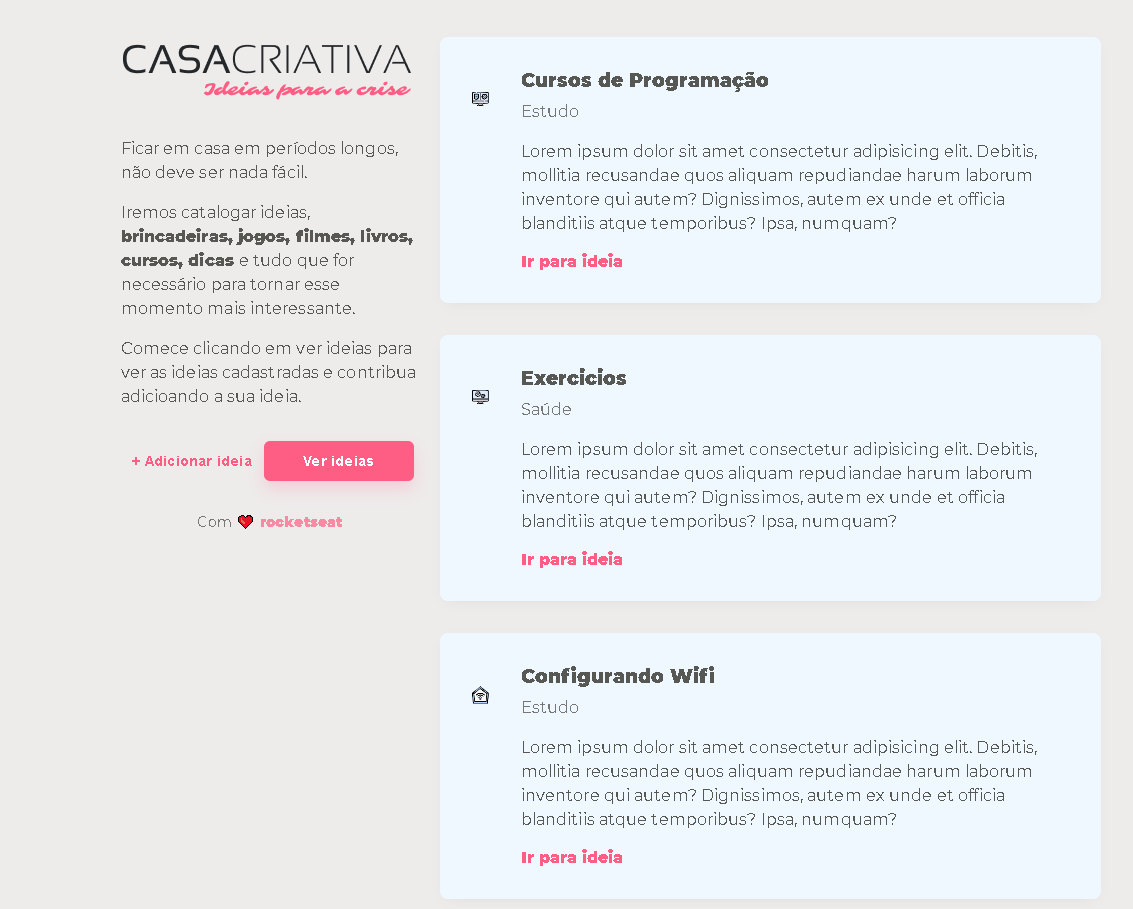 CASACRIATIVA
Ideias para a crise
Ficar em casa em períodos longos,
não deve ser nada fácil.
Iremos catalogar ideias,
brincadeiras, jogos, filmes, livros,
cursos, dicas e tudo que for
necessário para tornar esse
momento mais interessante.
Comece clicando em ver ideias para
ver as ideias cadastradas e contribua
adicioando a sua ideia.
+ Adicionar ideia
Ver ideias
Com ❤ rocketseat
Cursos de Programação
Estudo
Lorem ipsum dolor sit amet consectetur adipisicing elit. Debitis,
mollitia recusandae quos aliquam repudiandae harum laborum
inventore qui autem? Dignissimos, autem ex unde et officia
blanditiis atque temporibus? Ipsa, numquam?
Ir para ideia
Exercicios
Saúde
Lorem ipsum dolor sit amet consectetur adipisicing elit. Debitis,
mollitia recusandae quos aliquam repudiandae harum laborum
inventore qui autem? Dignissimos, autem ex unde et officia
blanditiis atque temporibus? Ipsa, numquam?
Ir para ideia
Configurando Wifi
Estudo
Lorem ipsum dolor sit amet consectetur adipisicing elit. Debitis,
mollitia recusandae quos aliquam repudiandae harum laborum
inventore qui autem? Dignissimos, autem ex unde et officia
blanditiis atque temporibus? Ipsa, numquam?
Ir para ideia